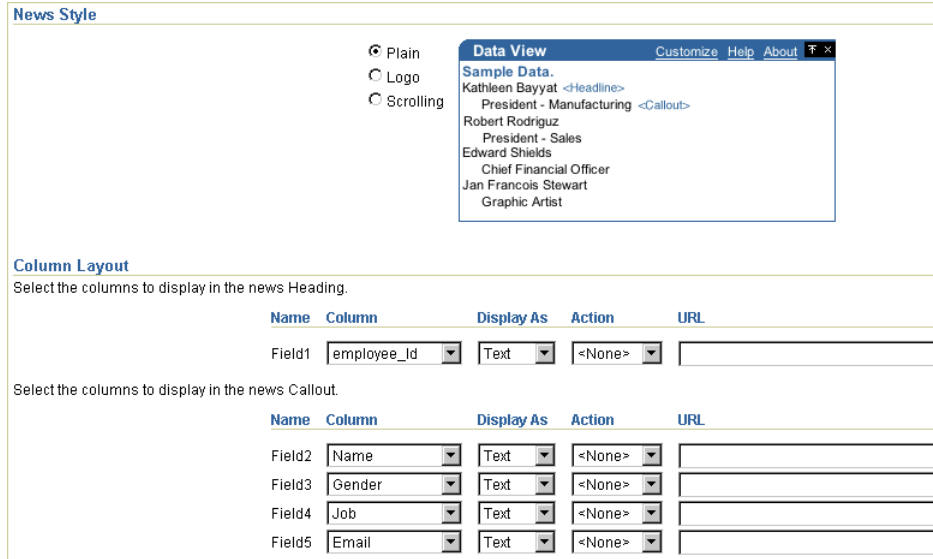 News Style
Plain
Logo
Scrolling
Data View Customize Help About
Sample Data.
Kathleen Bayyat <Headline>
President - Manufacturing <Callout>
Robert Rodriguz
President - Sales
Edward Shields
Chief Financial Officer
Jan Francois Stewart
Graphic Artist
Column Layout
Select the columns to display in the news Heading.
Name Column Display As Action URL
Field1 employee_Id Text <None>
Select the columns to display in the news Callout.
Name Column Display As Action URL
Field2 Name Text <None>
Field3 Gender Text <None>
Field4 Job Text <None>
Field5 Email Text <None>